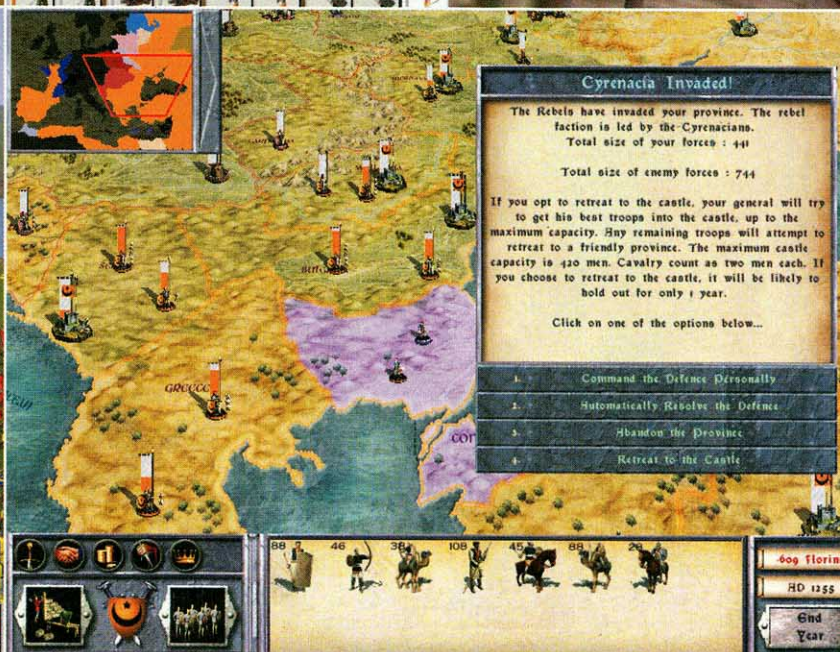 Cyrenacia Invaded!
The Rebels have invaded your province. The rebel
faction is led by the Cyrenacians.
Total size of your forces : 441
Total size of enemy forces : 744
If you opt to retreat to the castle, your general will try
to get his best troops into the castle, up to the
maximum capacity. Any remaining troops will attempt to
retreat to a friendly province. The maximum castle
capacity is 420 men. Cavalry count as two men each. If
you choose to retreat to the castle, it will be likely to
hold out for only 1 year.
Click on one of the options below...
1. Command the Defence Personally
2. Automatically Resolve the Defence
3. Abandon the Province
4. Retreat to the Castle
GREECE
88 46 38 108 45 88 28
-609 florin
AD 1255
End
Year